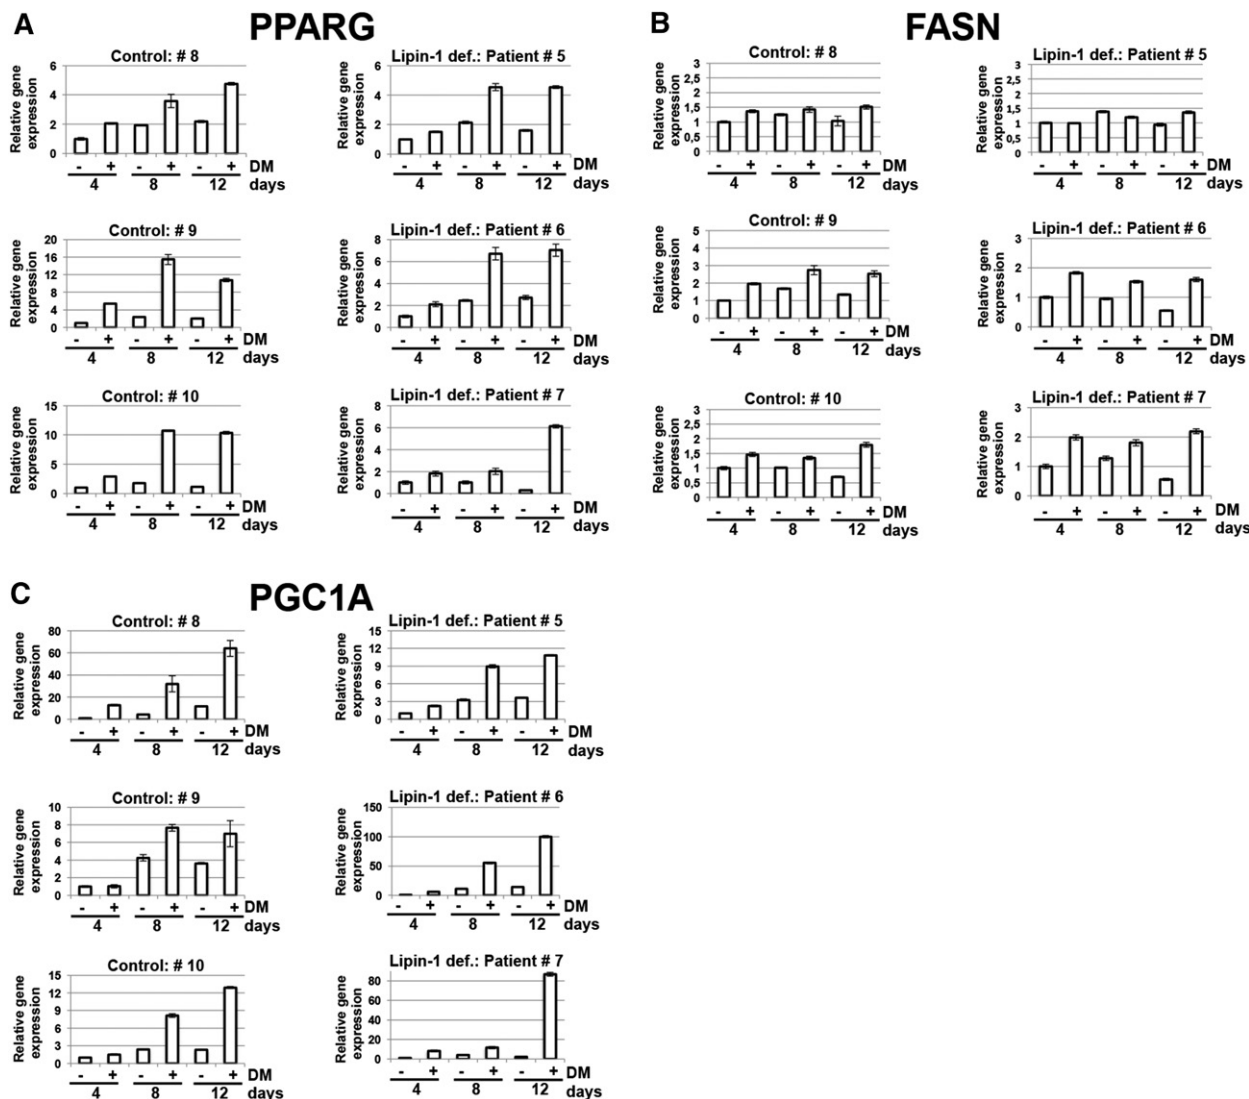 A PPARG
Control: # 8
Relative gene expression
6
4
2
0
- + - + - + DM
4 8 12 days
Lipin-1 def.: Patient # 5
Relative gene expression
6
4
2
0
- + - + - + DM
4 8 12 days
Control: # 9
Relative gene expression
20
16
12
8
4
0
- + - + - + DM
4 8 12 days
Lipin-1 def.: Patient # 6
Relative gene expression
8
6
4
2
0
- + - + - + DM
4 8 12 days
Control: # 10
Relative gene expression
15
10
5
0
- + - + - + DM
4 8 12 days
Lipin-1 def.: Patient # 7
Relative gene expression
8
6
4
2
0
- + - + - + DM
4 8 12 days
B FASN
Control: # 8
Relative gene expression
3
2,5
2
1,5
1
0,5
0
- + - + - + DM
4 8 12 days
Lipin-1 def.: Patient # 5
Relative gene expression
3
2,5
2
1,5
1
0,5
0
- + - + - + DM
4 8 12 days
Control: # 9
Relative gene expression
5
4
3
2
1
0
- + - + - + DM
4 8 12 days
Lipin-1 def.: Patient # 6
Relative gene expression
3
2
1
0
- + - + - + DM
4 8 12 days
Control: # 10
Relative gene expression
3
2,5
2
1,5
1
0,5
0
- + - + - + DM
4 8 12 days
Lipin-1 def.: Patient # 7
Relative gene expression
3
2
1
0
- + - + - + DM
4 8 12 days
C PGC1A
Control: # 8
Relative gene expression
80
60
40
20
0
- + - + - + DM
4 8 12 days
Lipin-1 def.: Patient # 5
Relative gene expression
15
12
9
6
3
0
- + - + - + DM
4 8 12 days
Control: # 9
Relative gene expression
10
8
6
4
2
0
- + - + - + DM
4 8 12 days
Lipin-1 def.: Patient # 6
Relative gene expression
150
100
50
0
- + - + - + DM
4 8 12 days
Control: # 10
Relative gene expression
15
12
9
6
3
0
- + - + - + DM
4 8 12 days
Lipin-1 def.: Patient # 7
Relative gene expression
80
60
40
20
0
- + - + - + DM
4 8 12 days